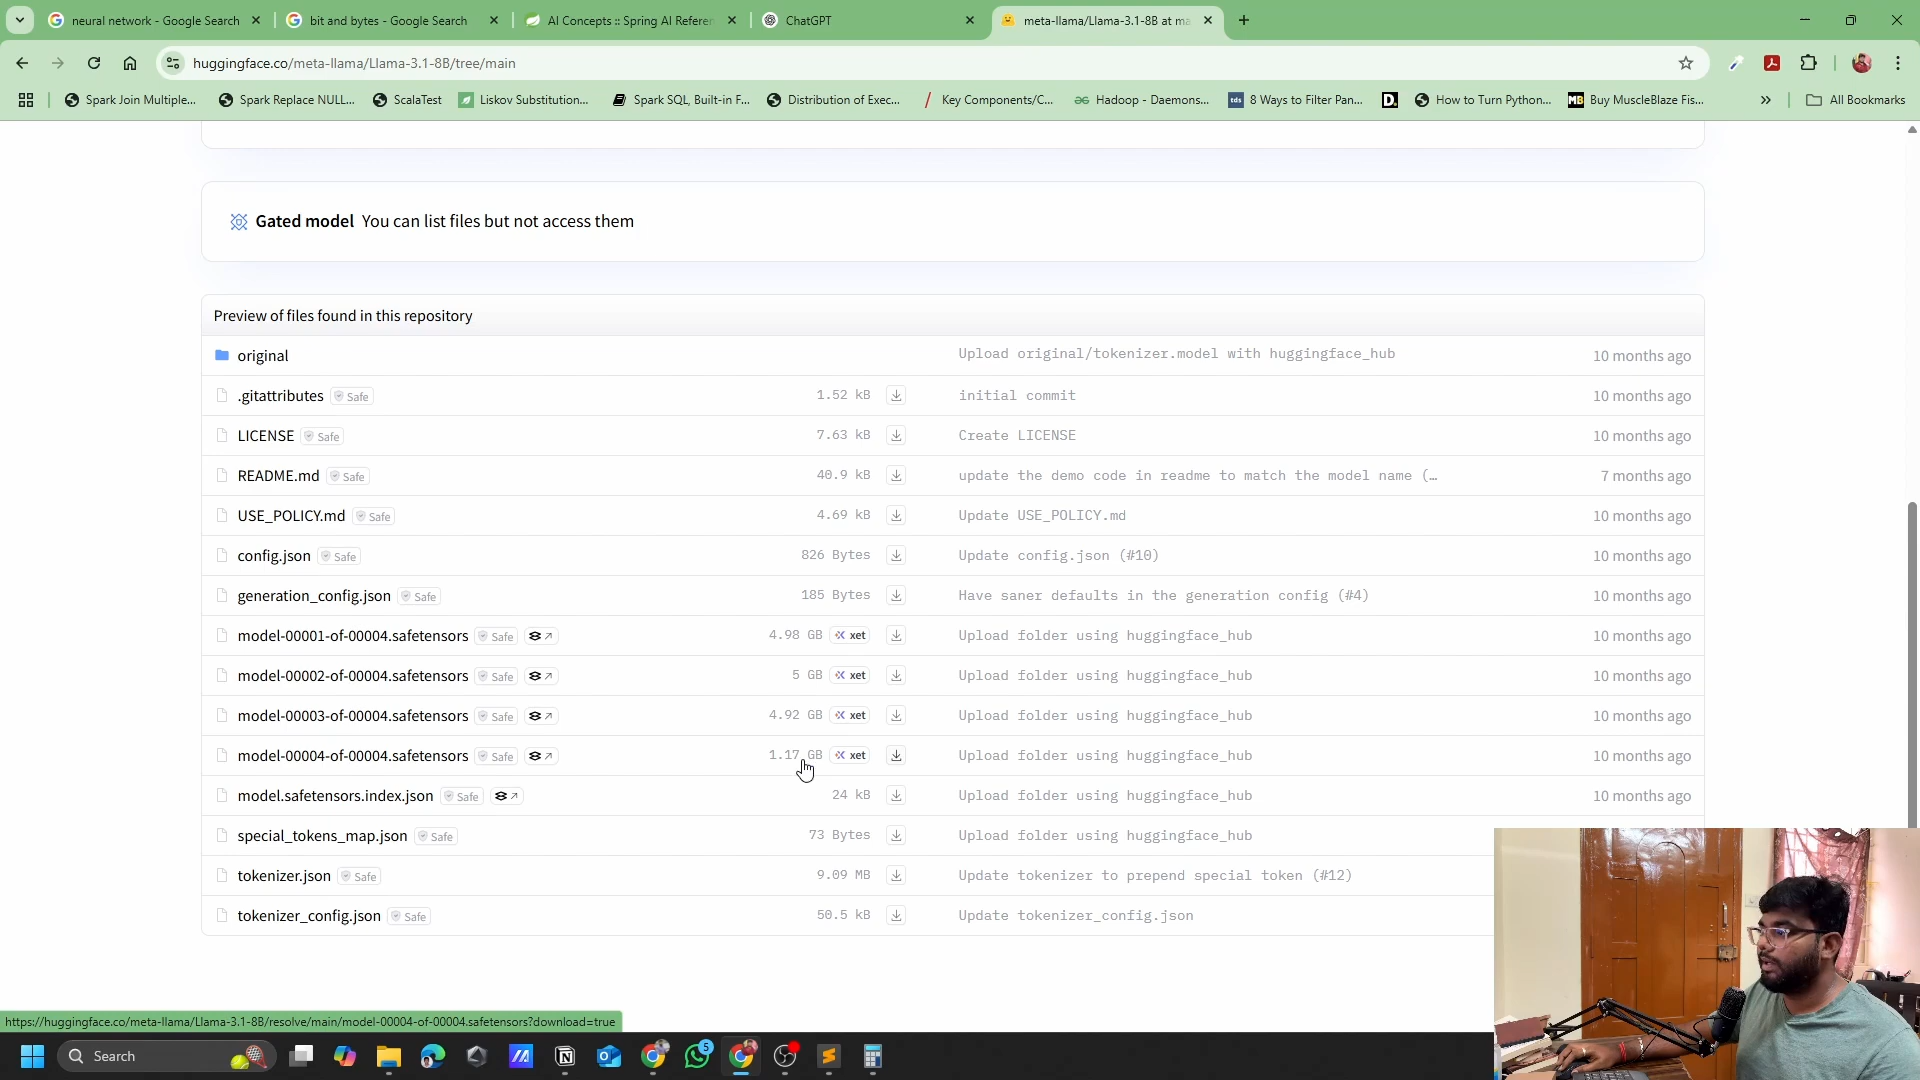 neural network - Google Search
bit and bytes - Google Search
AI Concepts :: Spring AI Referen
ChatGPT
meta-llama/Llama-3.1-8B at ma
huggingface.co/meta-llama/Llama-3.1-8B/tree/main
Spark Join Multiple...
Spark Replace NULL...
ScalaTest
Liskov Substitution...
Spark SQL, Built-in F...
Distribution of Exec...
Key Components/C...
Hadoop - Daemons...
tds
8 Ways to Filter Pan...
D.
How to Turn Python...
MB
Buy MuscleBlaze Fis...
All Bookmarks
Gated model You can list files but not access them
Preview of files found in this repository
original Upload original/tokenizer.model with huggingface_hub 10 months ago
.gitattributes Safe 1.52 kB initial commit 10 months ago
LICENSE Safe 7.63 kB Create LICENSE 10 months ago
README.md Safe 40.9 kB update the demo code in readme to match the model name (… 7 months ago
USE_POLICY.md Safe 4.69 kB Update USE_POLICY.md 10 months ago
config.json Safe 826 Bytes Update config.json (#10) 10 months ago
generation_config.json Safe 185 Bytes Have saner defaults in the generation config (#4) 10 months ago
model-00001-of-00004.safetensors Safe 4.98 GB xet Upload folder using huggingface_hub 10 months ago
model-00002-of-00004.safetensors Safe 5 GB xet Upload folder using huggingface_hub 10 months ago
model-00003-of-00004.safetensors Safe 4.92 GB xet Upload folder using huggingface_hub 10 months ago
model-00004-of-00004.safetensors Safe 1.17 GB xet Upload folder using huggingface_hub 10 months ago
model.safetensors.index.json Safe 24 kB Upload folder using huggingface_hub 10 months ago
special_tokens_map.json Safe 73 Bytes Upload folder using huggingface_hub
tokenizer.json Safe 9.09 MB Update tokenizer to prepend special token (#12)
tokenizer_config.json Safe 50.5 kB Update tokenizer_config.json
https://huggingface.co/meta-llama/Llama-3.1-8B/resolve/main/model-00004-of-00004.safetensors?download=true
Search
5